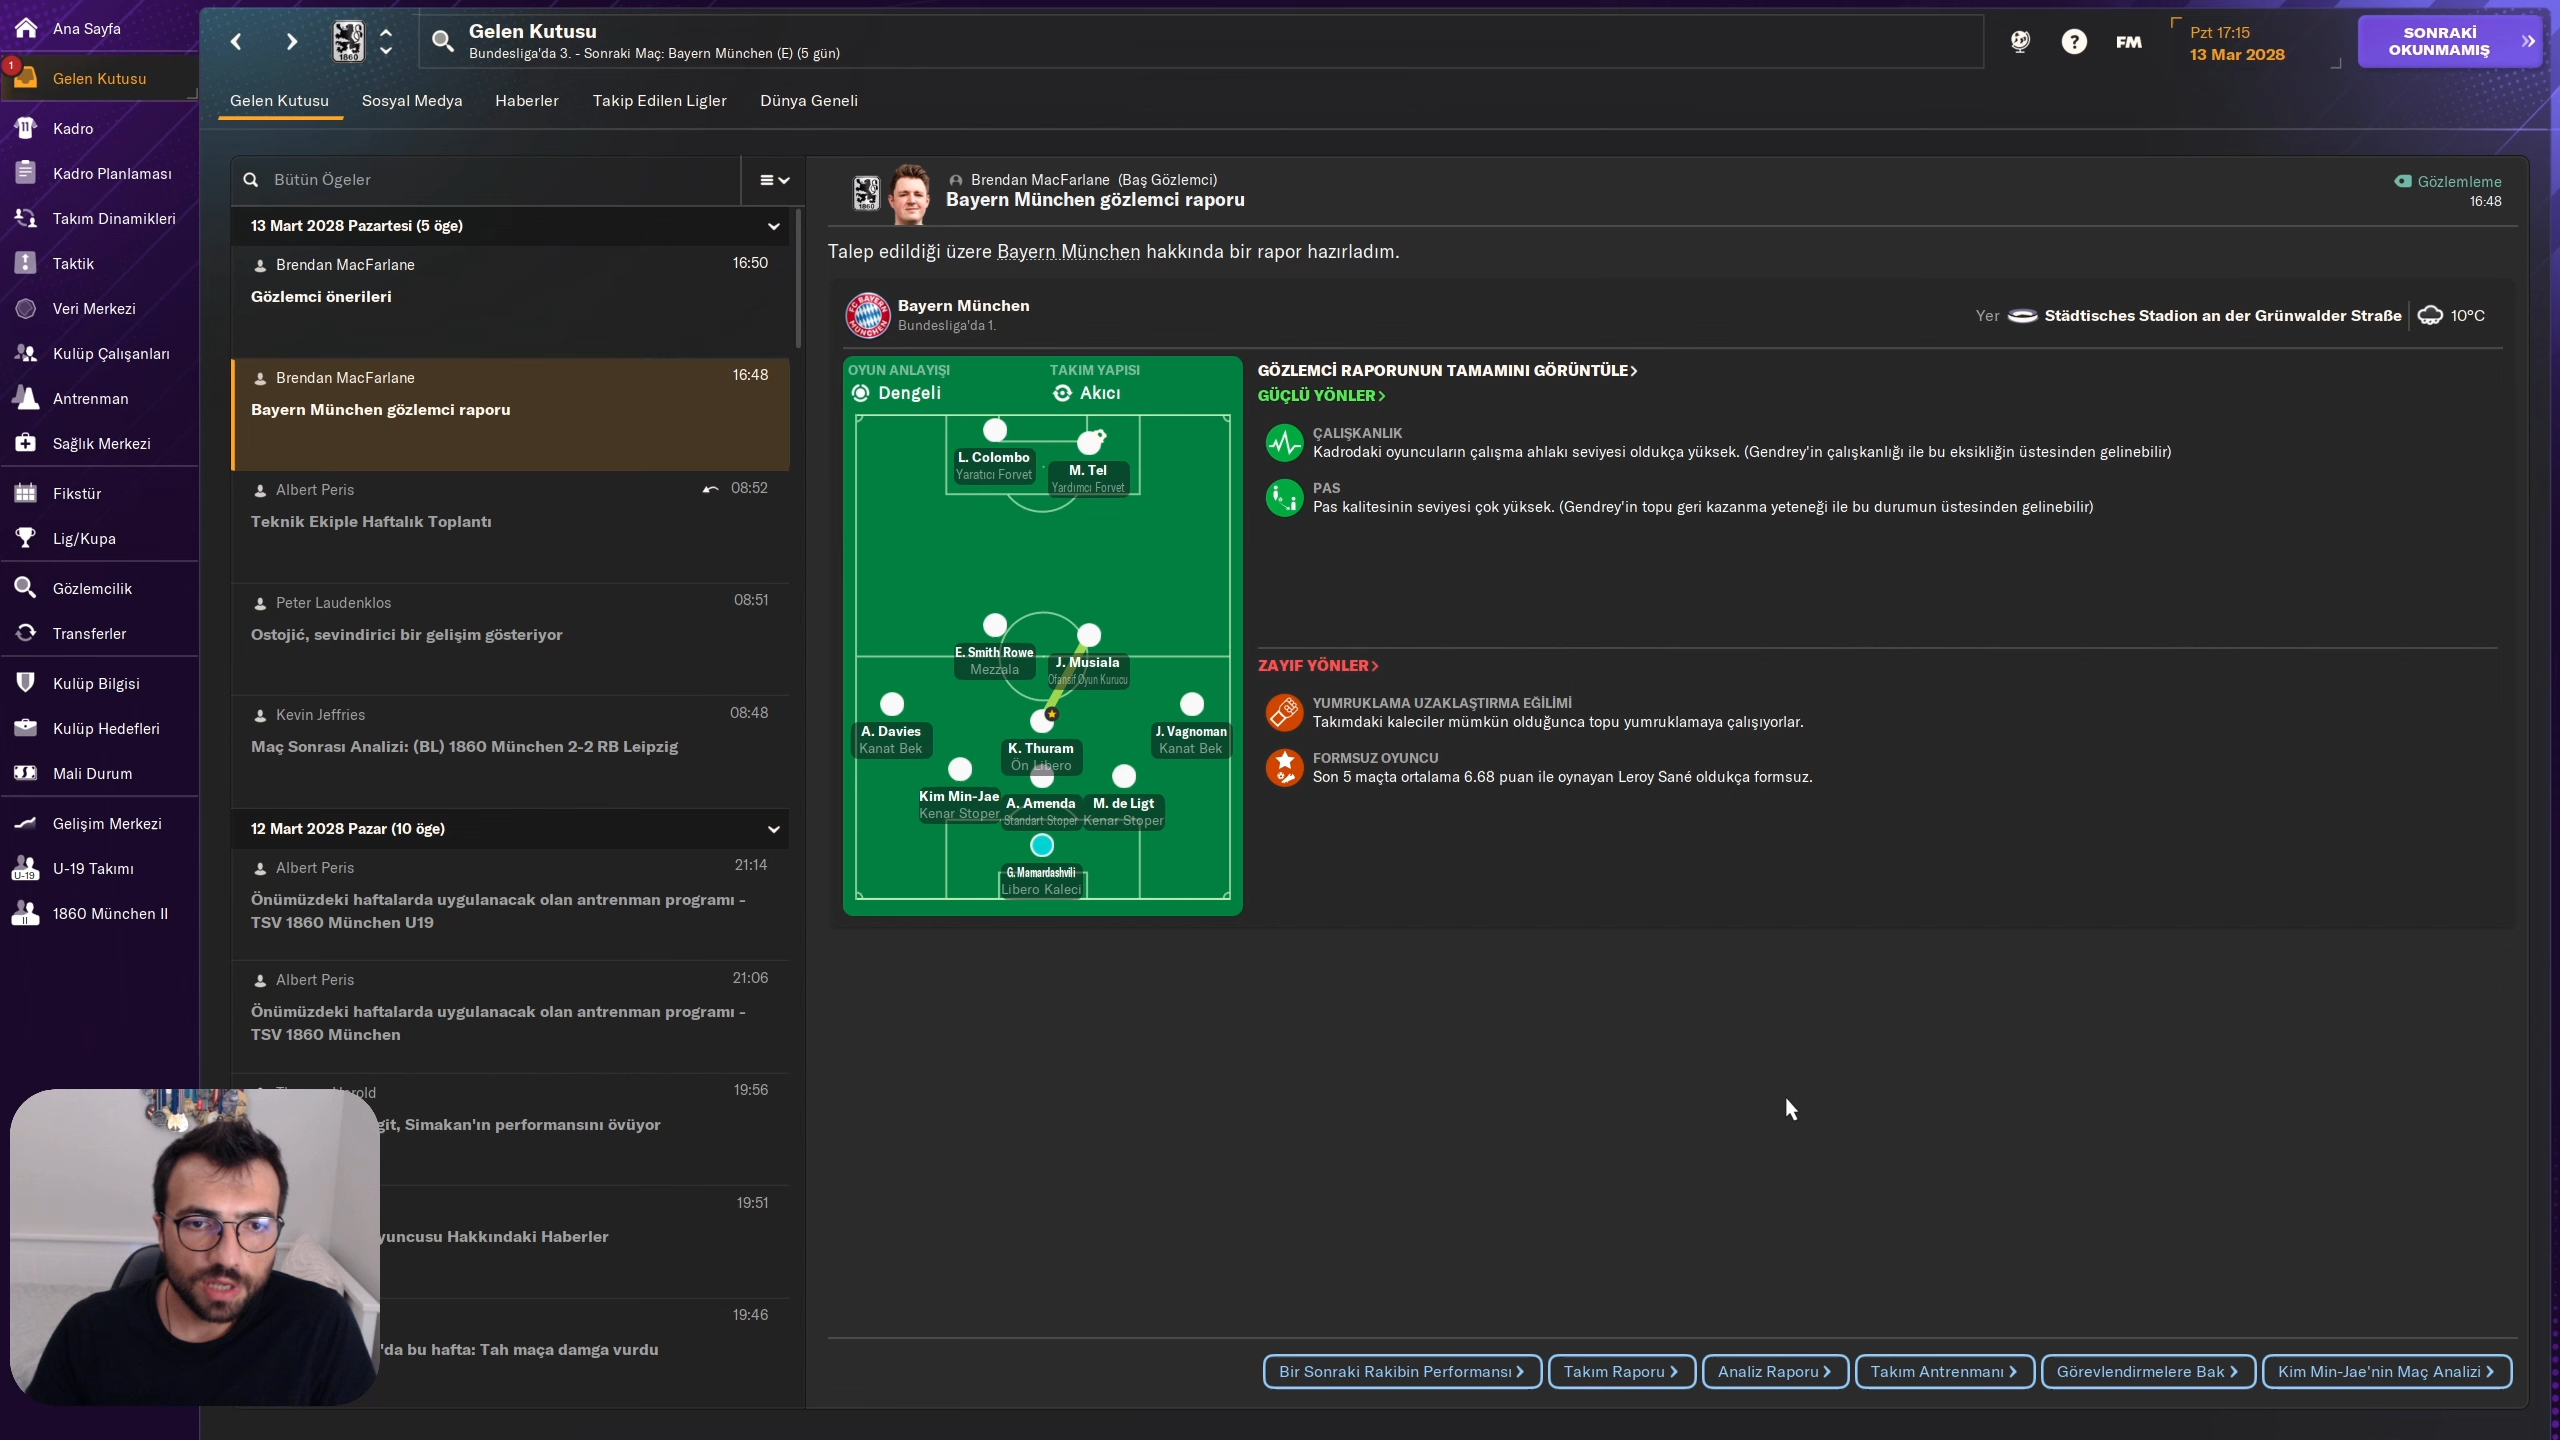 Ana Sayfa
1
Gelen Kutusu
Kadro
Kadro Planlaması
Takım Dinamikleri
Taktik
Veri Merkezi
Kulüp Çalışanları
Antrenman
Sağlık Merkezi
Fikstür
Lig/Kupa
Gözlemcilik
Transferler
Kulüp Bilgisi
Kulüp Hedefleri
Mali Durum
Gelişim Merkezi
U-19 Takımı
1860 München II
Gelen Kutusu
Bundesliga'da 3. - Sonraki Maç: Bayern München (E) (5 gün)
FM
Pzt 17:15
13 Mar 2028
SONRAKİ
OKUNMAMIŞ
Gelen Kutusu Sosyal Medya Haberler Takip Edilen Ligler Dünya Geneli
Bütün Ögeler
13 Mart 2028 Pazartesi (5 öge)
Brendan MacFarlane 16:50
Gözlemci önerileri
Brendan MacFarlane 16:48
Bayern München gözlemci raporu
Albert Peris 08:52
Teknik Ekiple Haftalık Toplantı
Peter Laudenklos 08:51
Ostojić, sevindirici bir gelişim gösteriyor
Kevin Jeffries 08:48
Maç Sonrası Analizi: (BL) 1860 München 2-2 RB Leipzig
12 Mart 2028 Pazar (10 öge)
Albert Peris 21:14
Önümüzdeki haftalarda uygulanacak olan antrenman programı -
TSV 1860 München U19
Albert Peris 21:06
Önümüzdeki haftalarda uygulanacak olan antrenman programı -
TSV 1860 München
19:56
Simakan'ın performansını övüyor
19:51
Hakkındaki Haberler
19:46
'da bu hafta: Tah maça damga vurdu
Brendan MacFarlane (Baş Gözlemci)
Bayern München gözlemci raporu
Gözlemleme
16:48
Talep edildiği üzere Bayern München hakkında bir rapor hazırladım.
Bayern München
Bundesliga'da 1.
Yer Städtisches Stadion an der Grünwalder Straße 10°C
OYUN ANLAYIŞI TAKIM YAPISI
Dengeli Akıcı
L. Colombo
Yaratıcı Forvet
M. Tel
Yardımcı Forvet
E. Smith Rowe
Mezzala
J. Musiala
Ofansif Oyun Kurucu
A. Davies
Kanat Bek
K. Thuram
Ön Libero
J. Vagnoman
Kanat Bek
Kim Min-Jae
Kenar Stoper
A. Amenda
Standart Stoper
M. de Ligt
Kenar Stoper
G. Mamardashvili
Libero Kaleci
GÖZLEMCİ RAPORUNUN TAMAMINI GÖRÜNTÜLE
GÜÇLÜ YÖNLER
ÇALIŞKANLIK
Kadrodaki oyuncuların çalışma ahlakı seviyesi oldukça yüksek. (Gendrey'in çalışkanlığı ile bu eksikliğin üstesinden gelinebilir)
PAS
Pas kalitesinin seviyesi çok yüksek. (Gendrey'in topu geri kazanma yeteneği ile bu durumun üstesinden gelinebilir)
ZAYIF YÖNLER
YUMRUKLAMA UZAKLAŞTIRMA EĞİLİMİ
Takımdaki kaleciler mümkün olduğunca topu yumruklamaya çalışıyorlar.
FORMSUZ OYUNCU
Son 5 maçta ortalama 6.68 puan ile oynayan Leroy Sané oldukça formsuz.
Bir Sonraki Rakibin Performansı Takım Raporu Analiz Raporu Takım Antrenmanı Görevlendirmelere Bak Kim Min-Jae'nin Maç Analizi